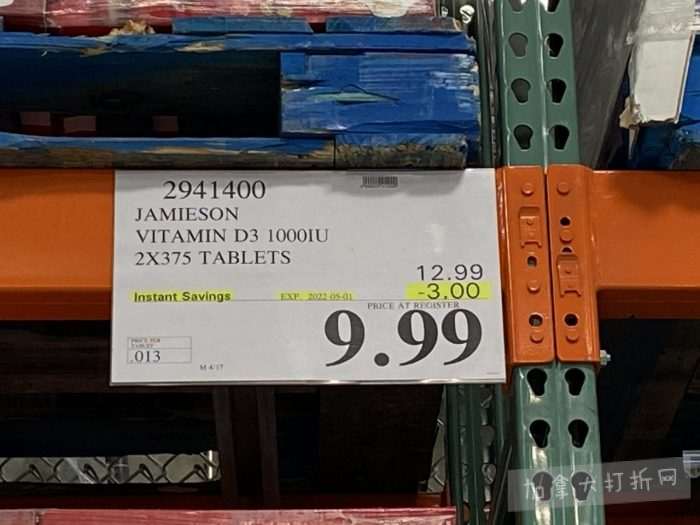 2941400
JAMIESON
VITAMIN D3 1000IU
2X375 TABLETS
12.99
Instant Savings EXP. 2022-05-01 -3.00
PRICE AT REGISTER
9.99
PRICE PER
TABLET
.013
M 4/17
加拿大打折网